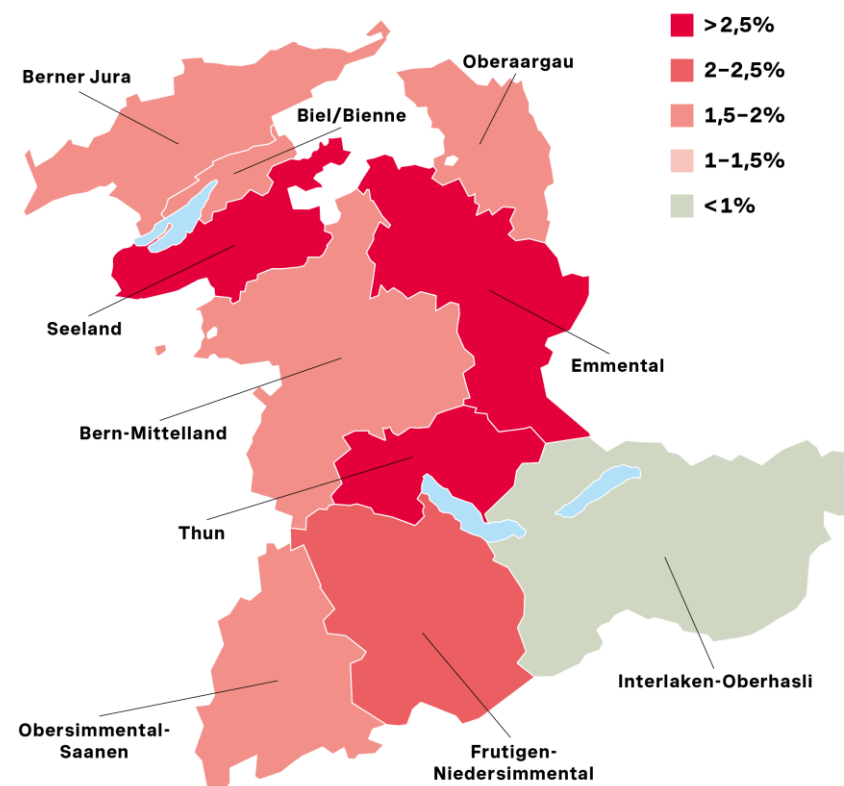 >2,5%
2–2,5%
1,5–2%
1–1,5%
<1%
Oberaargau
Berner Jura
Biel/Bienne
Seeland
Emmental
Bern-Mittelland
Thun
Interlaken-Oberhasli
Obersimmental-
Saanen
Frutigen-
Niedersimmental